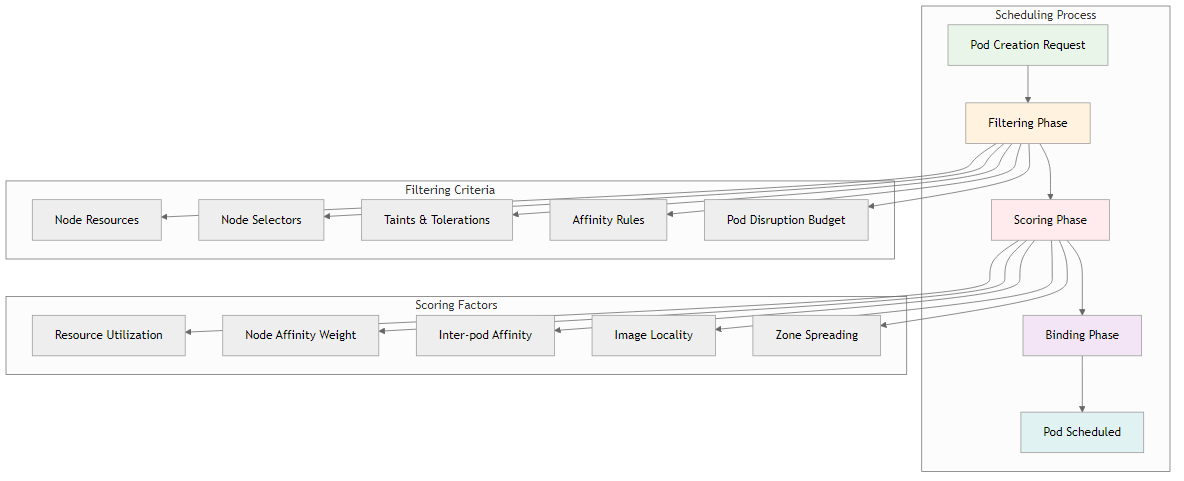 Scheduling Process
Pod Creation Request
Filtering Phase
Filtering Criteria
Node Resources
Node Selectors
Taints & Tolerations
Affinity Rules
Pod Disruption Budget
Scoring Phase
Scoring Factors
Resource Utilization
Node Affinity Weight
Inter-pod Affinity
Image Locality
Zone Spreading
Binding Phase
Pod Scheduled